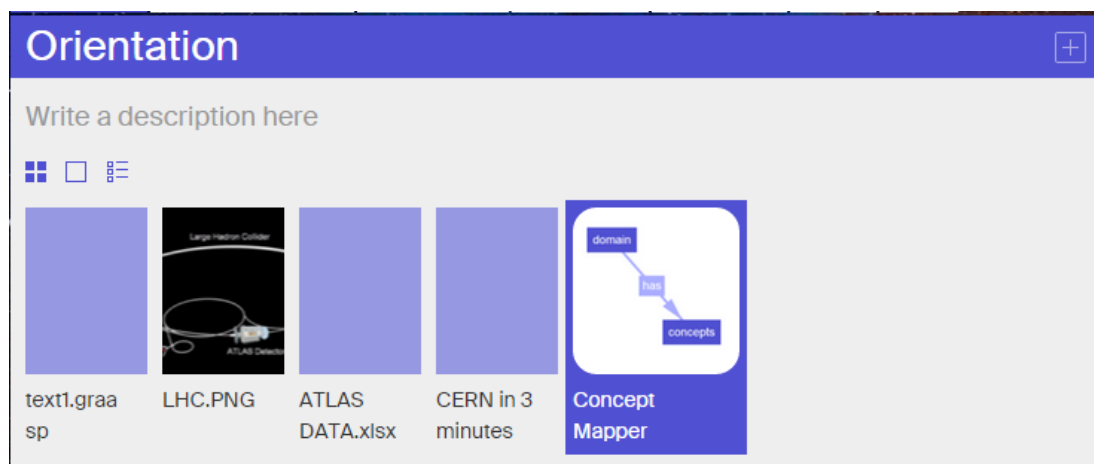 Orientation
Write a description here
Large Hadron Collider
ATLAS Detector
domain
has
concepts
text1.graa
sp
LHC.PNG
ATLAS
DATA.xlsx
CERN in 3
minutes
Concept
Mapper